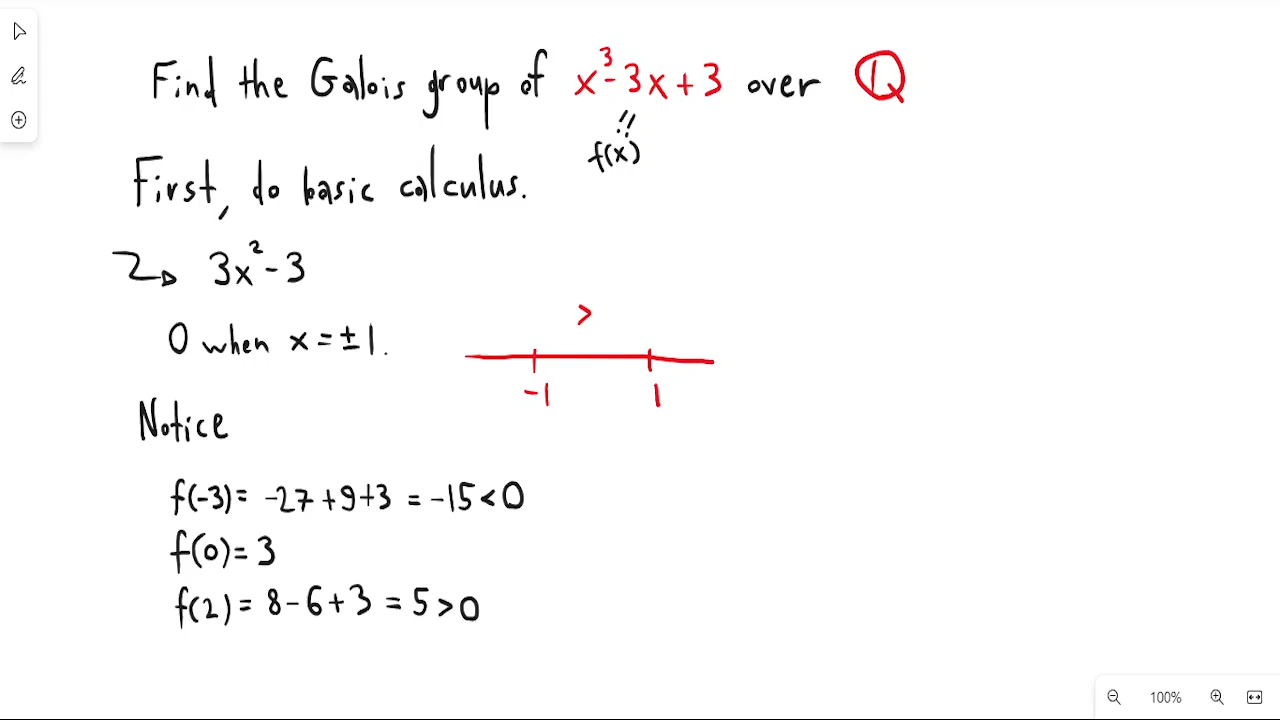 Find the Galois group of x³-3x+3 over Q
f(x)
First, do basic calculus.
3x²-3
>
0 when x = ±1.
-1 1
Notice
f(-3) = -27+9+3 = -15 < 0
f(0) = 3
f(2) = 8-6+3 = 5 > 0
100%